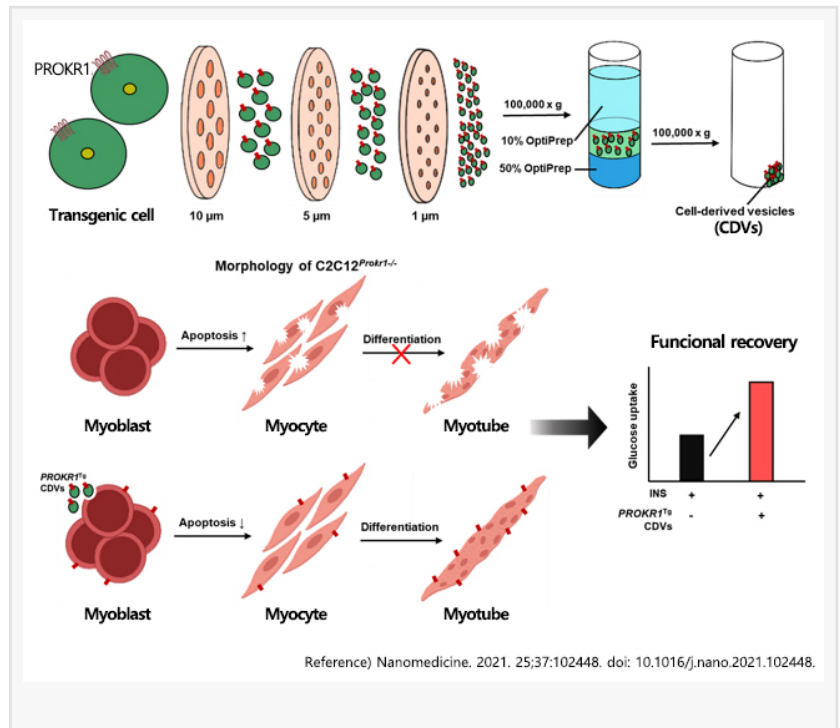 PROKR1
100,000 x g
10% OptiPrep
50% OptiPrep
100,000 x g
Transgenic cell
10 µm
5 µm
1 µm
Cell-derived vesicles
(CDVs)
Morphology of C2C12Prokr1-/-
Apoptosis ↑
Differentiation
Myoblast
Myocyte
Myotube
Funcional recovery
Glucose uptake
INS + +
PROKR1Tg - +
CDVs
PROKR1Tg
CDVs
Apoptosis ↓
Differentiation
Myoblast
Myocyte
Myotube
Reference) Nanomedicine. 2021. 25;37:102448. doi: 10.1016/j.nano.2021.102448.